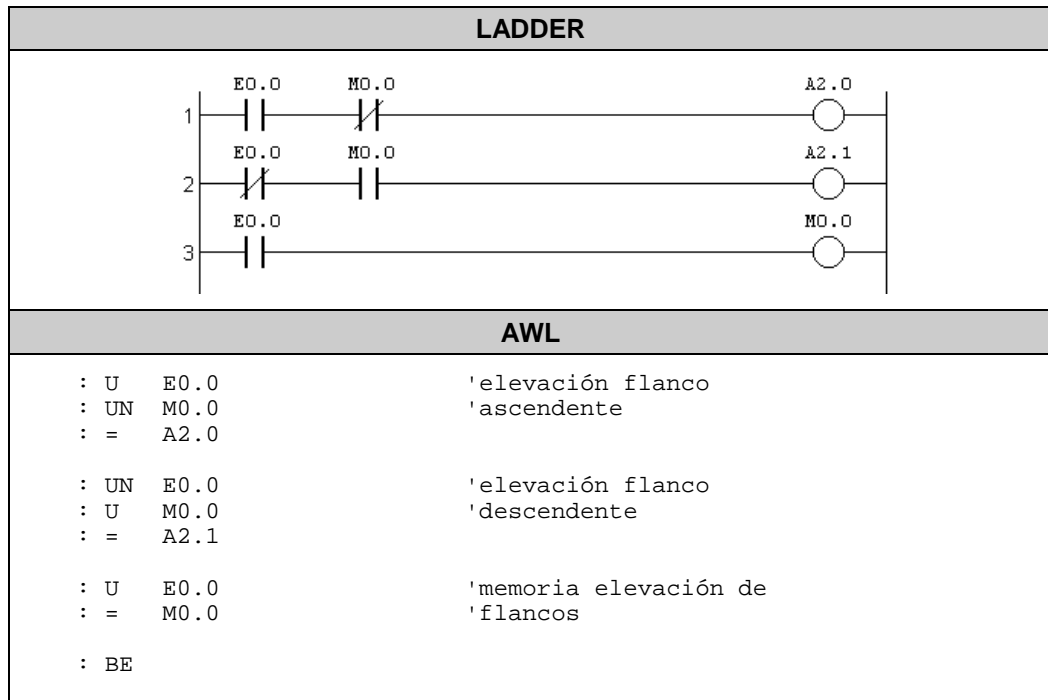 LADDER
E0.0 M0.0 A2.0
1
E0.0 M0.0 A2.1
2
E0.0 M0.0
3
AWL
: U E0.0 'elevación flanco
: UN M0.0 'ascendente
: = A2.0
: UN E0.0 'elevación flanco
: U M0.0 'descendente
: = A2.1
: U E0.0 'memoria elevación de
: = M0.0 'flancos
: BE